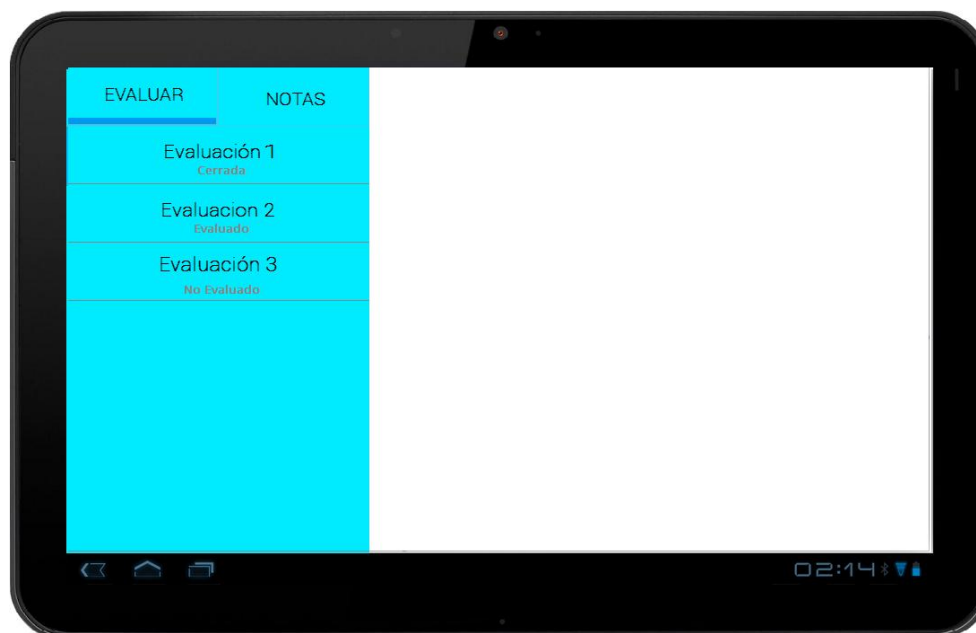 EVALUAR NOTAS
Evaluación 1
Cerrada
Evaluacion 2
Evaluado
Evaluación 3
No Evaluado
02:14